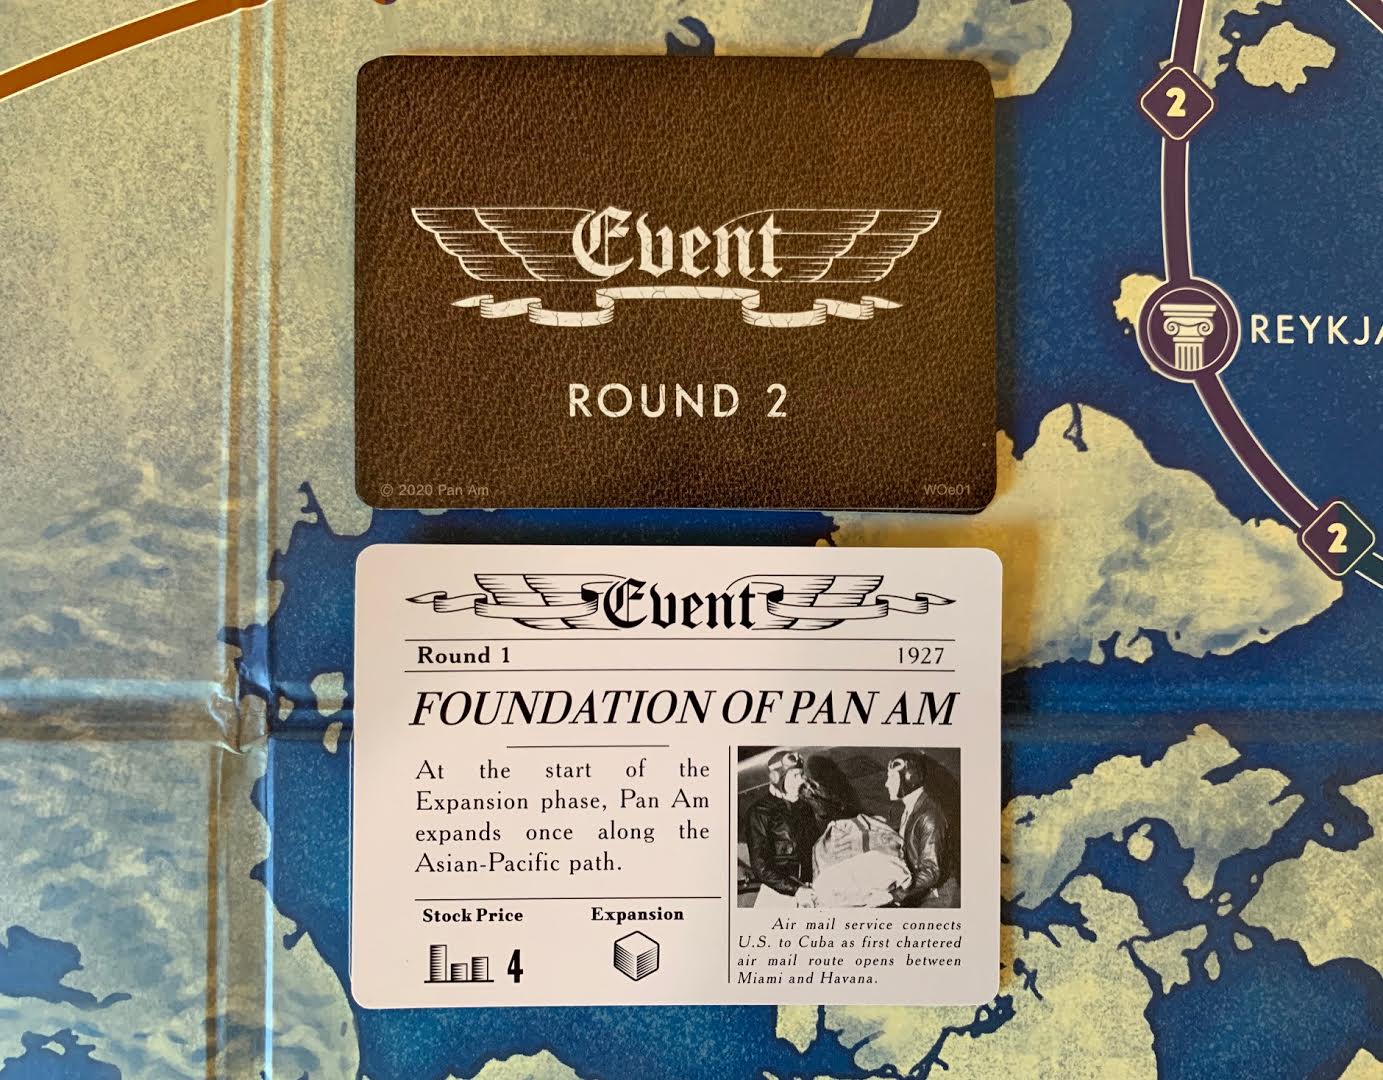 Event
ROUND 2
© 2020 Pan Am
WOe01
2
REYKJA
2
Event
Round 1
1927
FOUNDATION OF PAN AM
At the start of the
Expansion phase, Pan Am
expands once along the
Asian-Pacific path.
Stock Price
4
Expansion
Air mail service connects
U.S. to Cuba as first chartered
air mail route opens between
Miami and Havana.